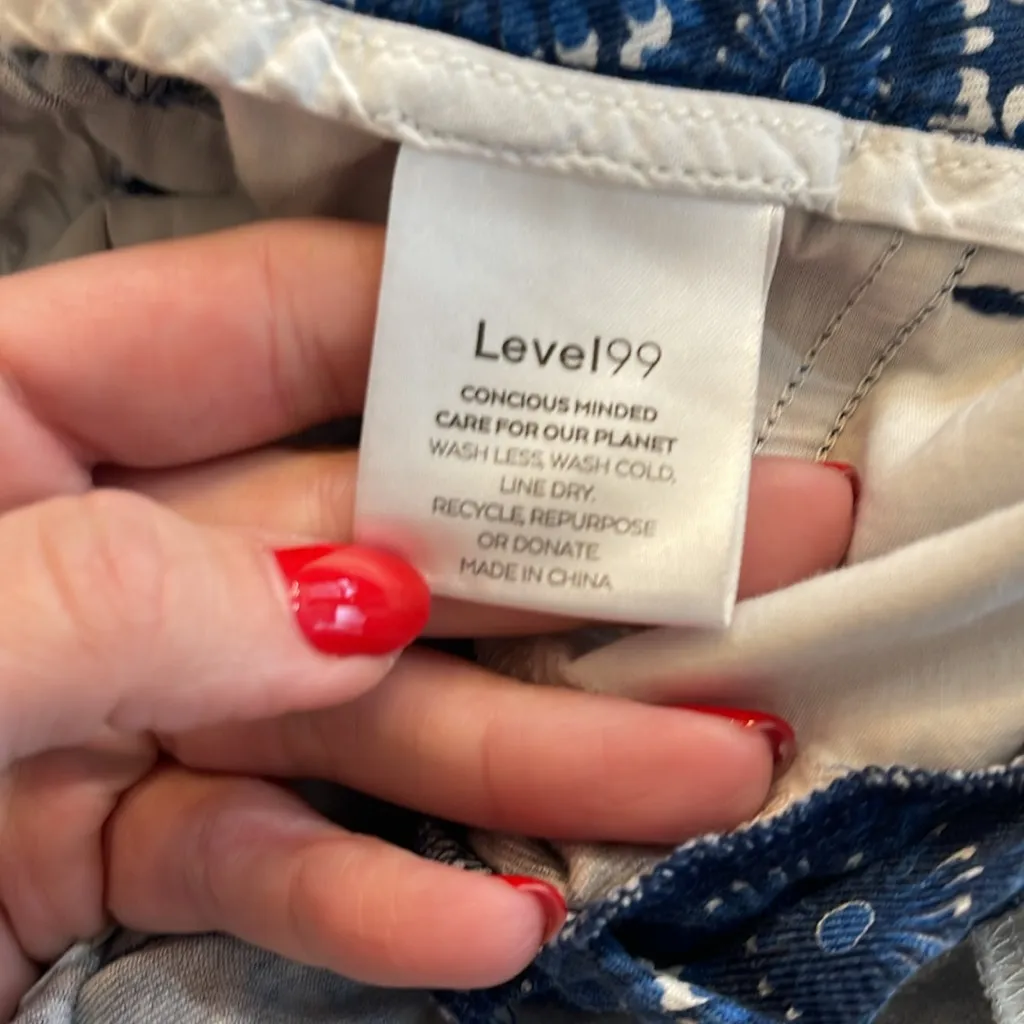 Level99
CONCIOUS MINDED
CARE FOR OUR PLANET
WASH LESS, WASH COLD,
LINE DRY.
RECYCLE, REPURPOSE
OR DONATE.
MADE IN CHINA